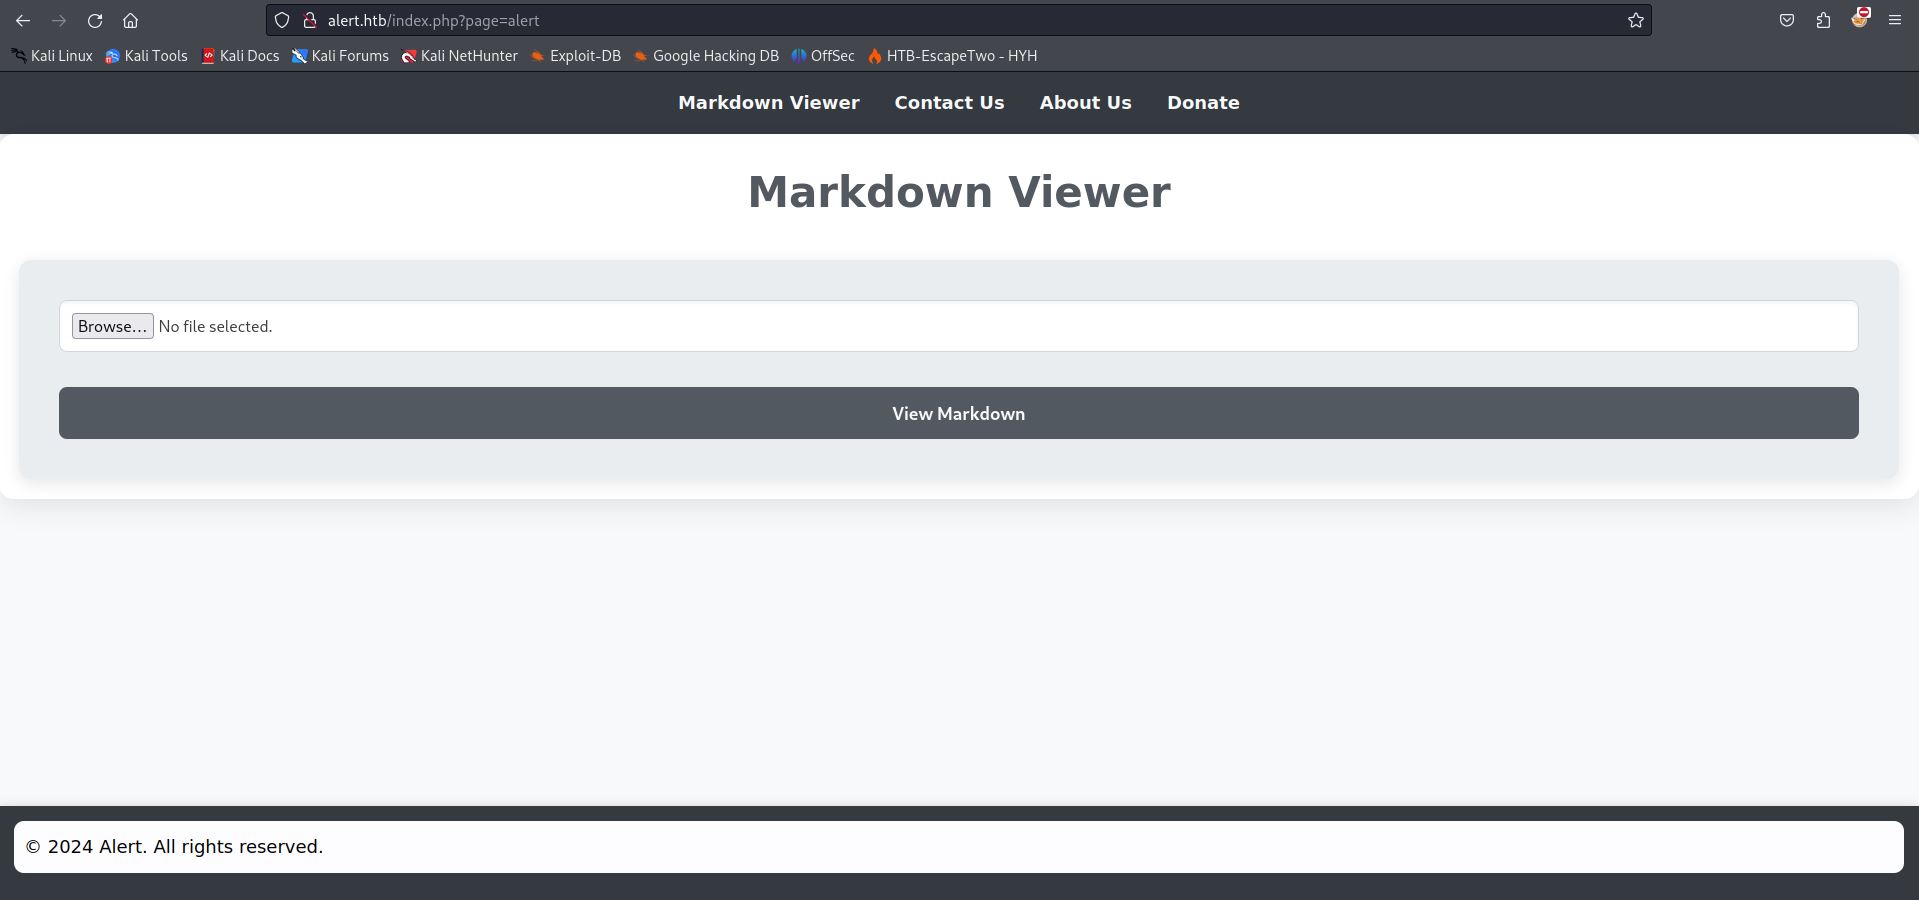 alert.htb/index.php?page=alert
Kali Linux Kali Tools Kali Docs Kali Forums Kali NetHunter Exploit-DB Google Hacking DB OffSec HTB-EscapeTwo - HYH
Markdown Viewer Contact Us About Us Donate
Markdown Viewer
Browse... No file selected.
View Markdown
© 2024 Alert. All rights reserved.